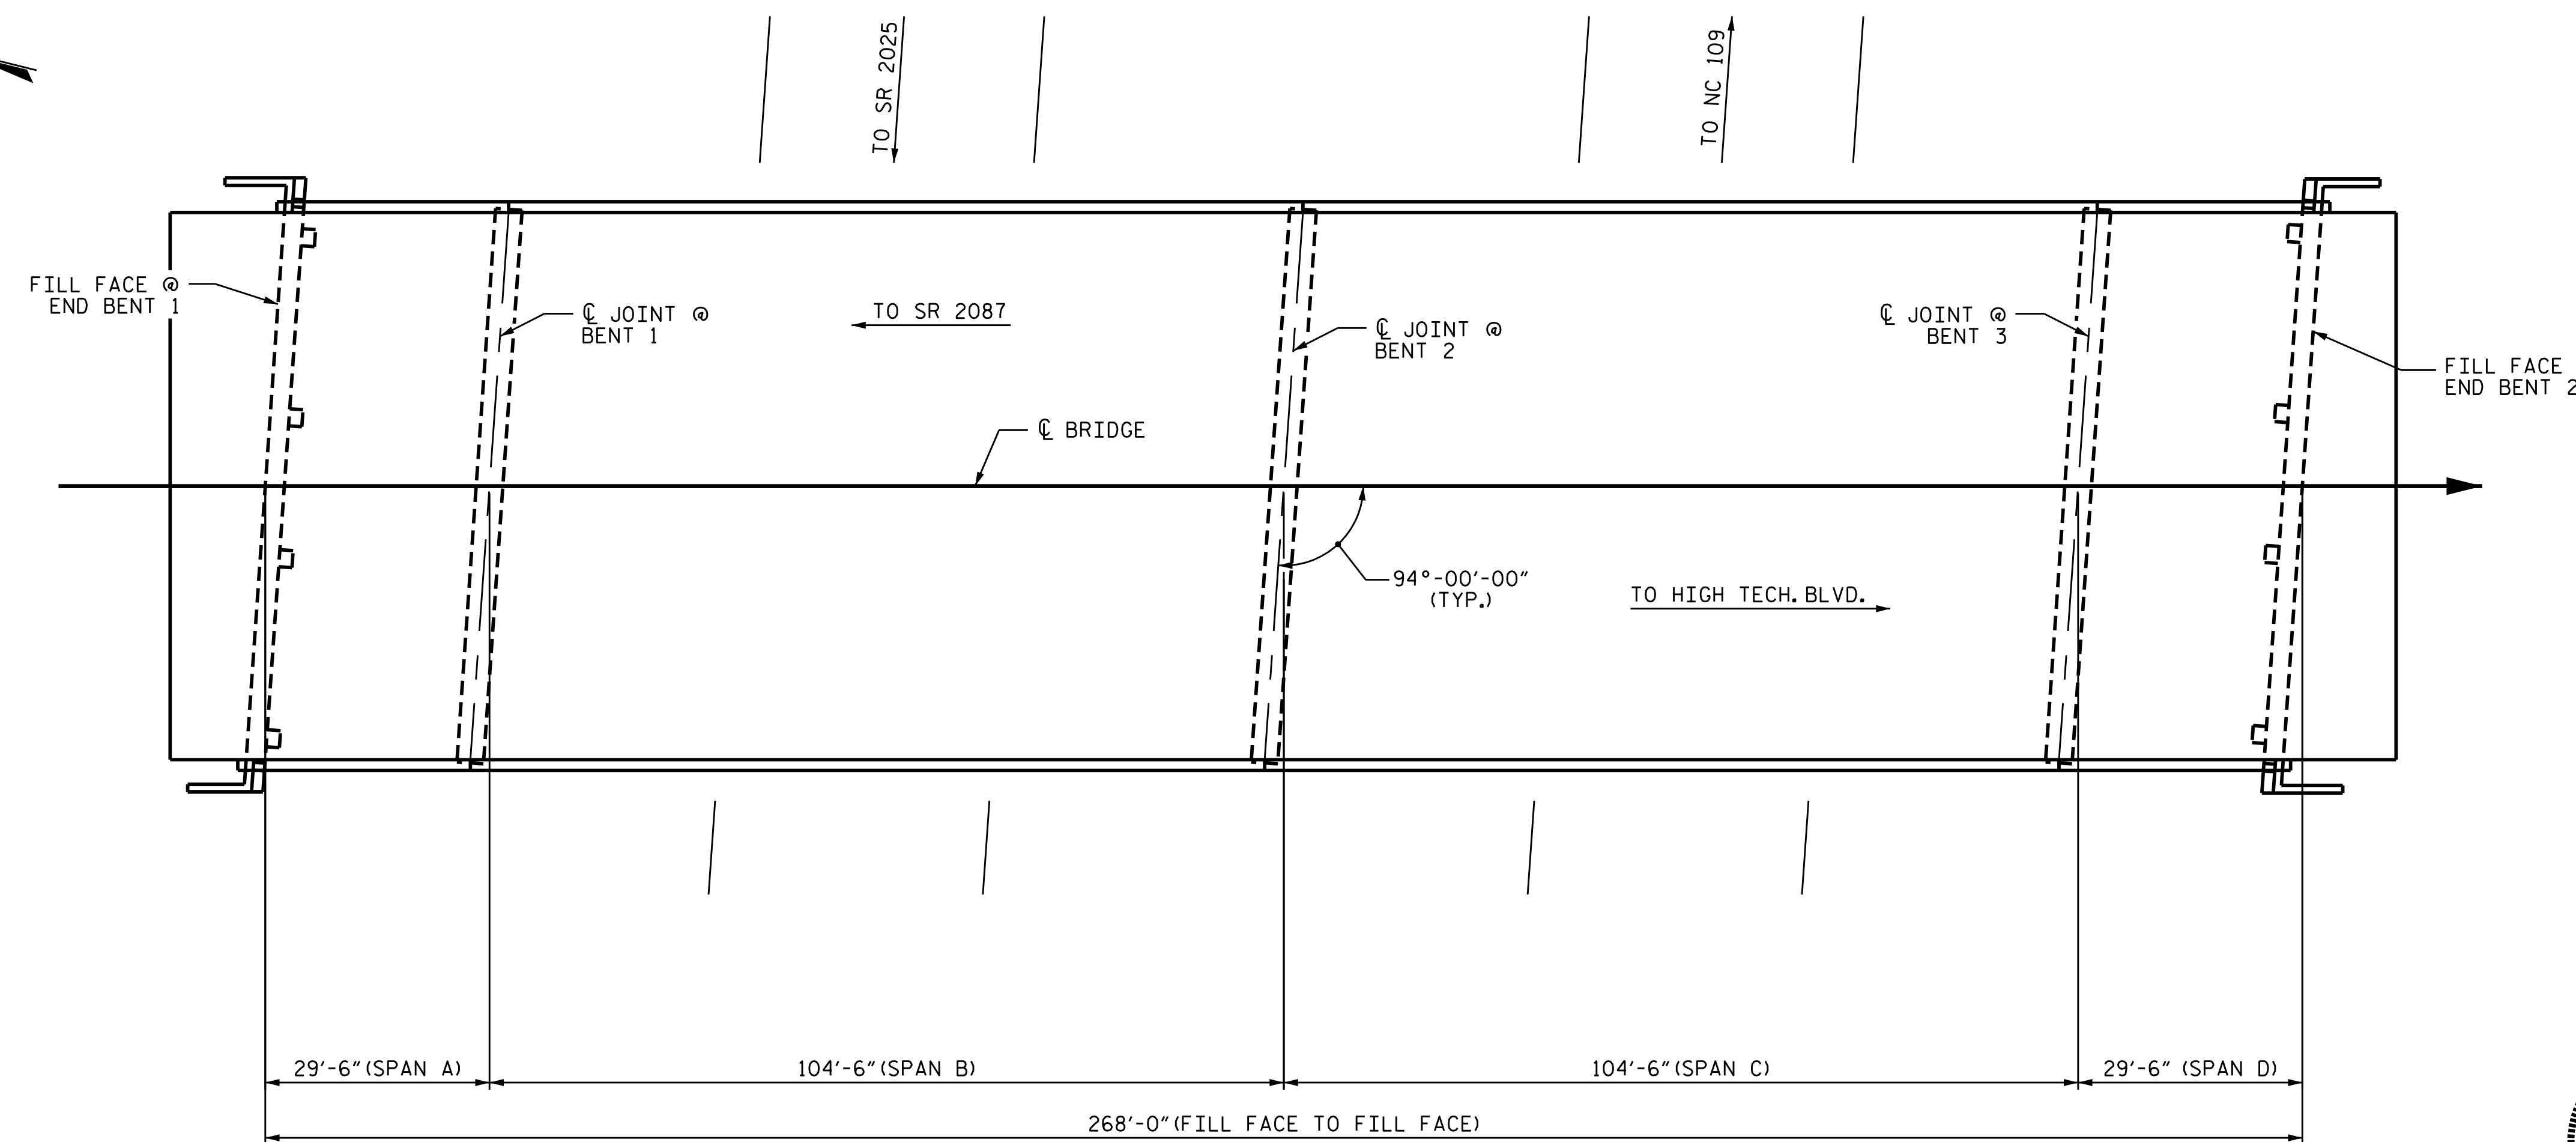 TO SR 2025
TO NC 109
FILL FACE @
END BENT 1
℄ JOINT @
BENT 1
TO SR 2087
℄ JOINT @
BENT 2
℄ JOINT @
BENT 3
FILL FACE
END BENT 2
℄ BRIDGE
94°-00'-00"
(TYP.)
TO HIGH TECH. BLVD.
29'-6" (SPAN A)
104'-6" (SPAN B)
104'-6" (SPAN C)
29'-6" (SPAN D)
268'-0" (FILL FACE TO FILL FACE)